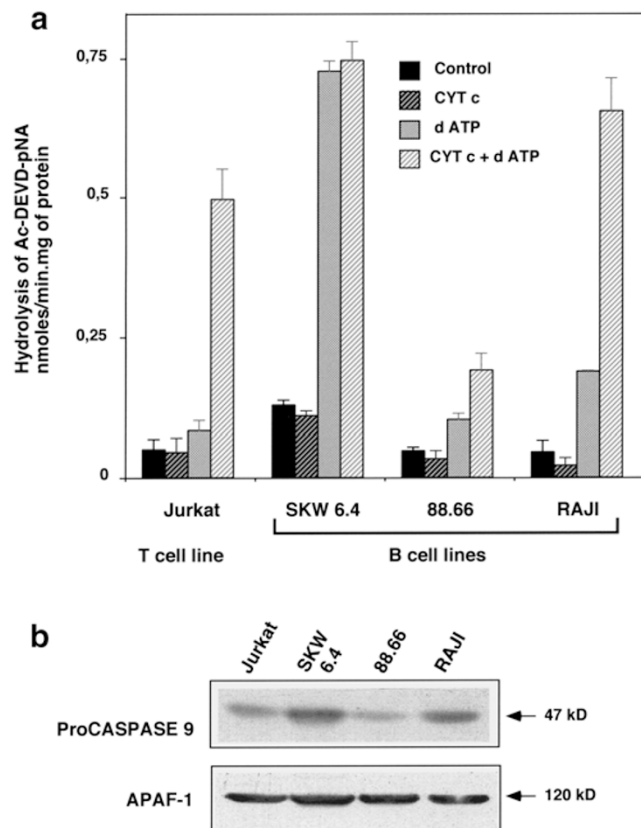 a
Hydrolysis of Ac-DEVD-pNA
nmoles/min.mg of protein
0,75
0,5
0,25
0
Control
CYT c
d ATP
CYT c + d ATP
Jurkat
SKW 6.4
88.66
RAJI
T cell line
B cell lines
b
Jurkat
SKW
6.4
88.66
RAJI
ProCASPASE 9
47 kD
APAF-1
120 kD